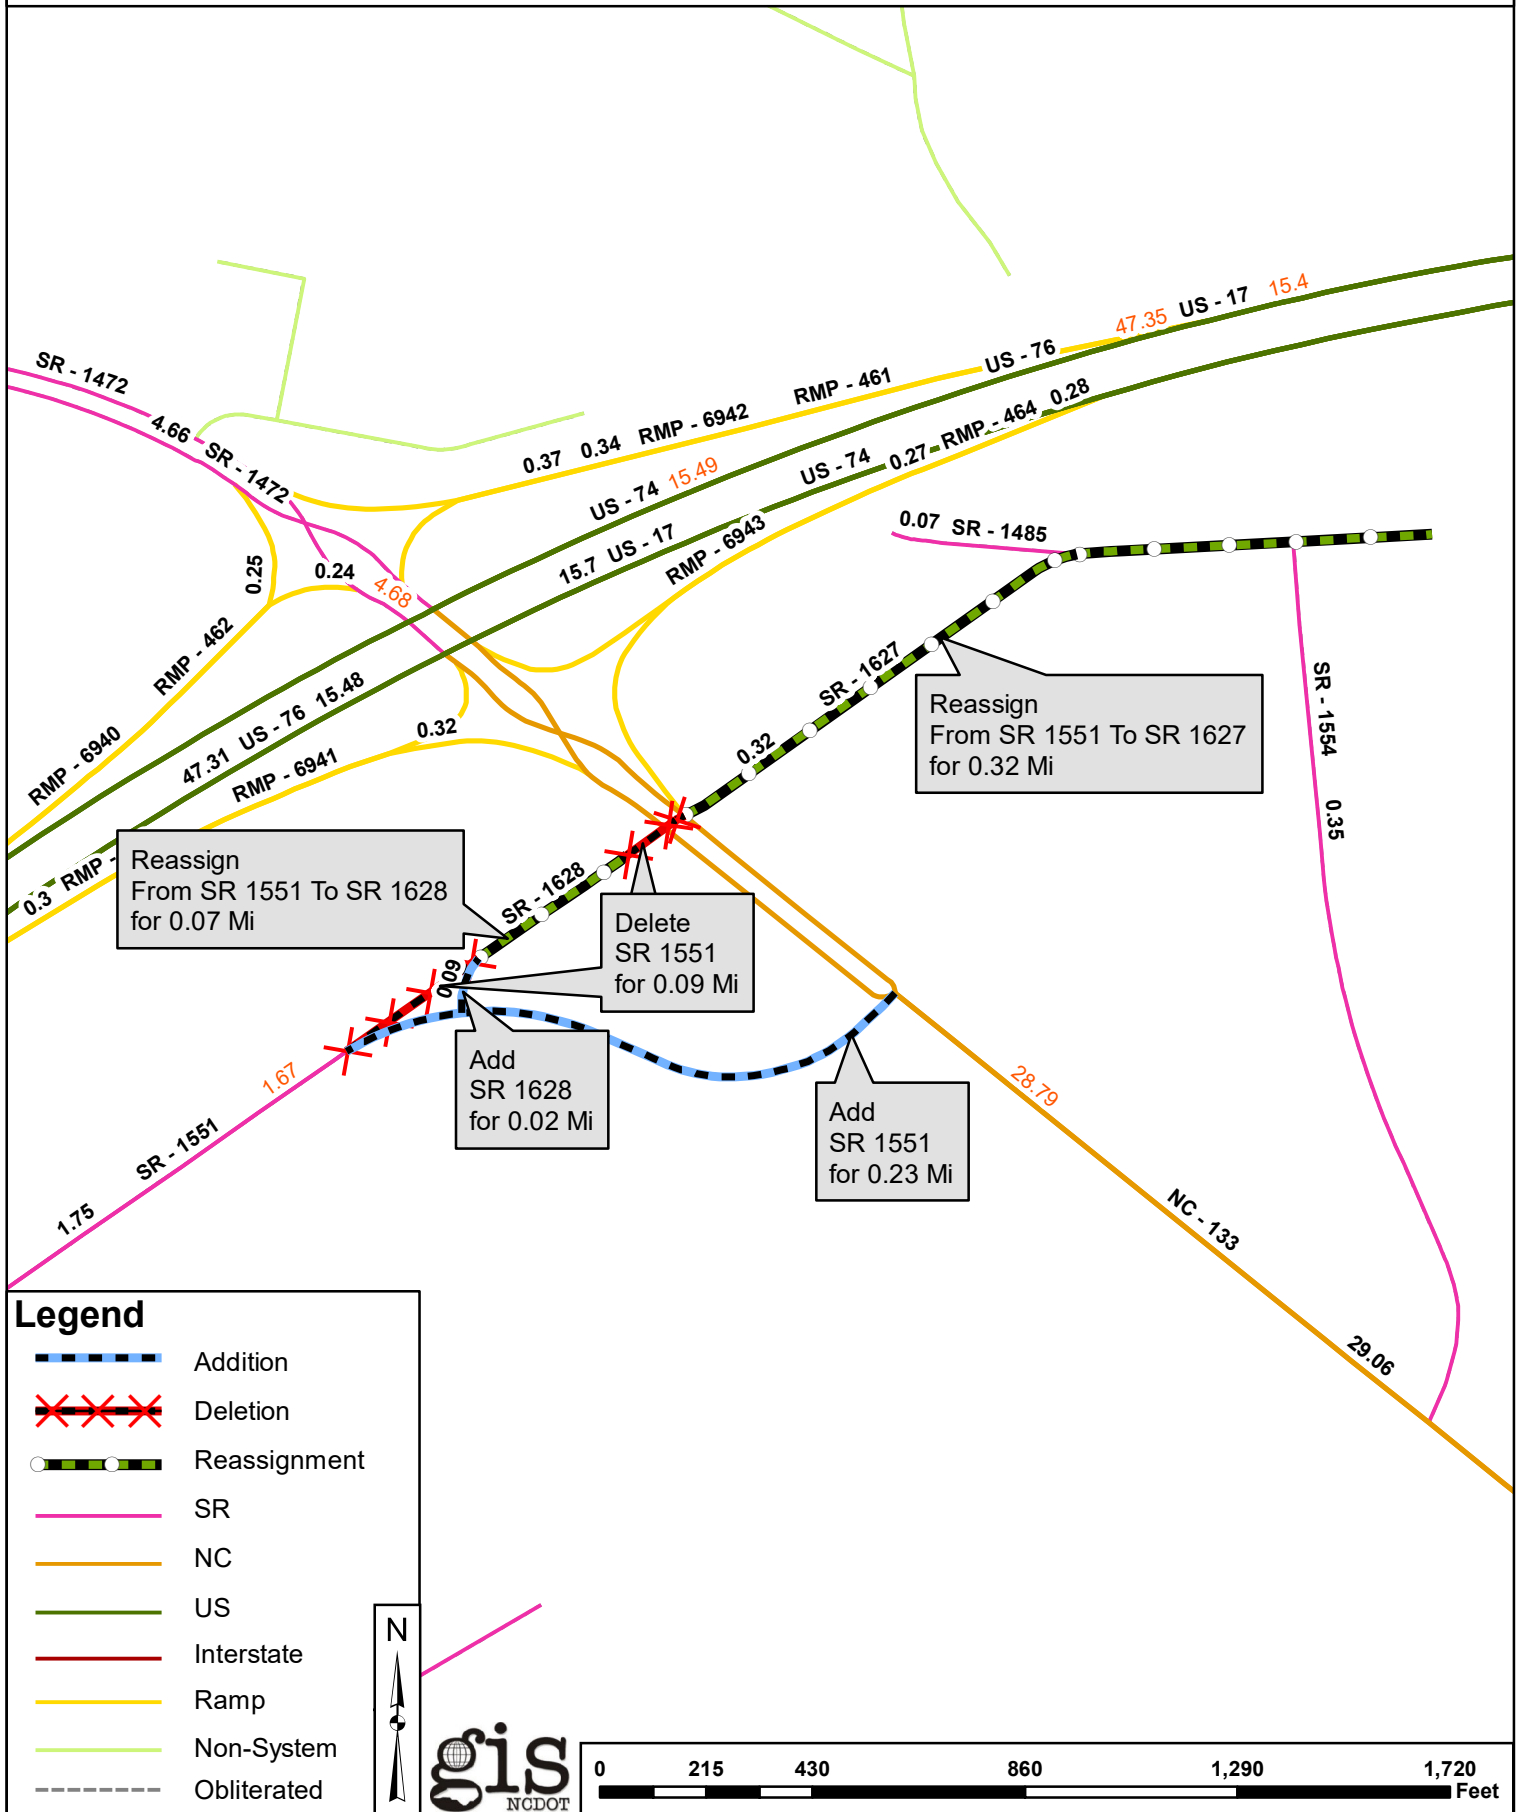 US - 17 15.4
47.35
US - 76
SR - 1472
RMP - 461
0.28
RMP - 464
4.66
0.37 0.34 RMP - 6942
SR - 1472
US - 74
0.27
US - 74 15.49
0.07 SR - 1485
RMP - 6943
15.7 US - 17
0.25
0.24
4.68
RMP - 462
SR - 1627
SR - 1554
0.35
Reassign
From SR 1551 To SR 1627
for 0.32 Mi
47.31 US - 76 15.48
0.32
0.32
RMP - 6940
RMP - 6941
0.3 RMP -
Reassign
From SR 1551 To SR 1628
for 0.07 Mi
SR - 1628
Delete
SR 1551
for 0.09 Mi
0.09
Add
SR 1628
for 0.02 Mi
1.67
28.79
Add
SR 1551
for 0.23 Mi
SR - 1551
1.75
NC - 133
29.06
Legend
Addition
Deletion
Reassignment
SR
NC
US
Interstate
Ramp
Non-System
Obliterated
N
gis
NCDOT
0 215 430 860 1,290 1,720
Feet